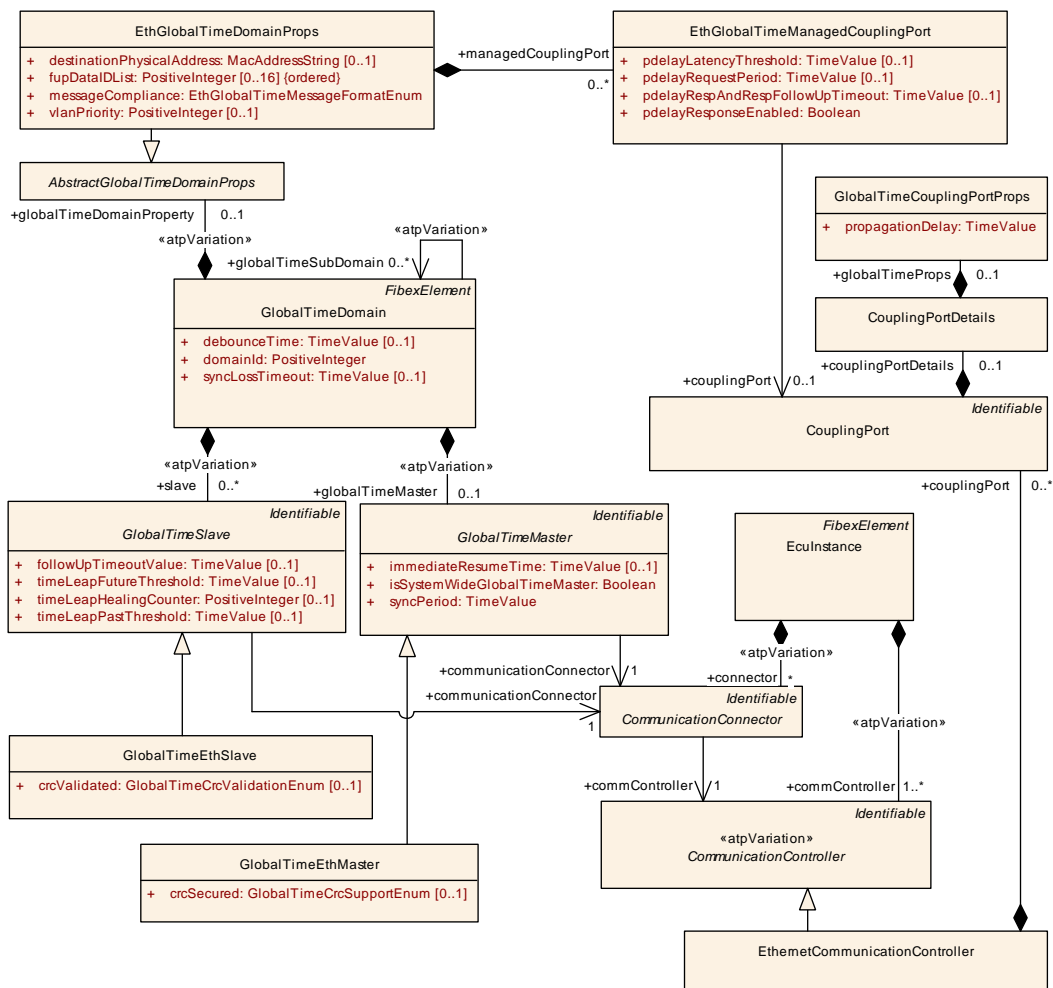 EthGlobalTimeDomainProps
+ destinationPhysicalAddress: MacAddressString [0..1]
+ fupDataIDList: PositiveInteger [0..16] {ordered}
+ messageCompliance: EthGlobalTimeMessageFormatEnum
+ vlanPriority: PositiveInteger [0..1]
+managedCouplingPort
0..*
EthGlobalTimeManagedCouplingPort
+ pdelayLatencyThreshold: TimeValue [0..1]
+ pdelayRequestPeriod: TimeValue [0..1]
+ pdelayRespAndRespFollowUpTimeout: TimeValue [0..1]
+ pdelayResponseEnabled: Boolean
AbstractGlobalTimeDomainProps
+globalTimeDomainProperty 0..1
«atpVariation»
«atpVariation»
+globalTimeSubDomain 0..*
GlobalTimeCouplingPortProps
+ propagationDelay: TimeValue
+globalTimeProps 0..1
CouplingPortDetails
+couplingPortDetails 0..1
FibexElement
GlobalTimeDomain
+ debounceTime: TimeValue [0..1]
+ domainId: PositiveInteger
+ syncLossTimeout: TimeValue [0..1]
+couplingPort 0..1
Identifiable
CouplingPort
+couplingPort 0..*
«atpVariation»
+slave 0..*
«atpVariation»
+globalTimeMaster 0..1
Identifiable
GlobalTimeSlave
+ followUpTimeoutValue: TimeValue [0..1]
+ timeLeapFutureThreshold: TimeValue [0..1]
+ timeLeapHealingCounter: PositiveInteger [0..1]
+ timeLeapPastThreshold: TimeValue [0..1]
Identifiable
GlobalTimeMaster
+ immediateResumeTime: TimeValue [0..1]
+ isSystemWideGlobalTimeMaster: Boolean
+ syncPeriod: TimeValue
FibexElement
EcuInstance
«atpVariation»
+connector *
+communicationConnector 1
+communicationConnector
1
Identifiable
CommunicationConnector
«atpVariation»
GlobalTimeEthSlave
+ crcValidated: GlobalTimeCrcValidationEnum [0..1]
+commController 1
+commController 1..*
Identifiable
«atpVariation»
CommunicationController
GlobalTimeEthMaster
+ crcSecured: GlobalTimeCrcSupportEnum [0..1]
EthernetCommunicationController